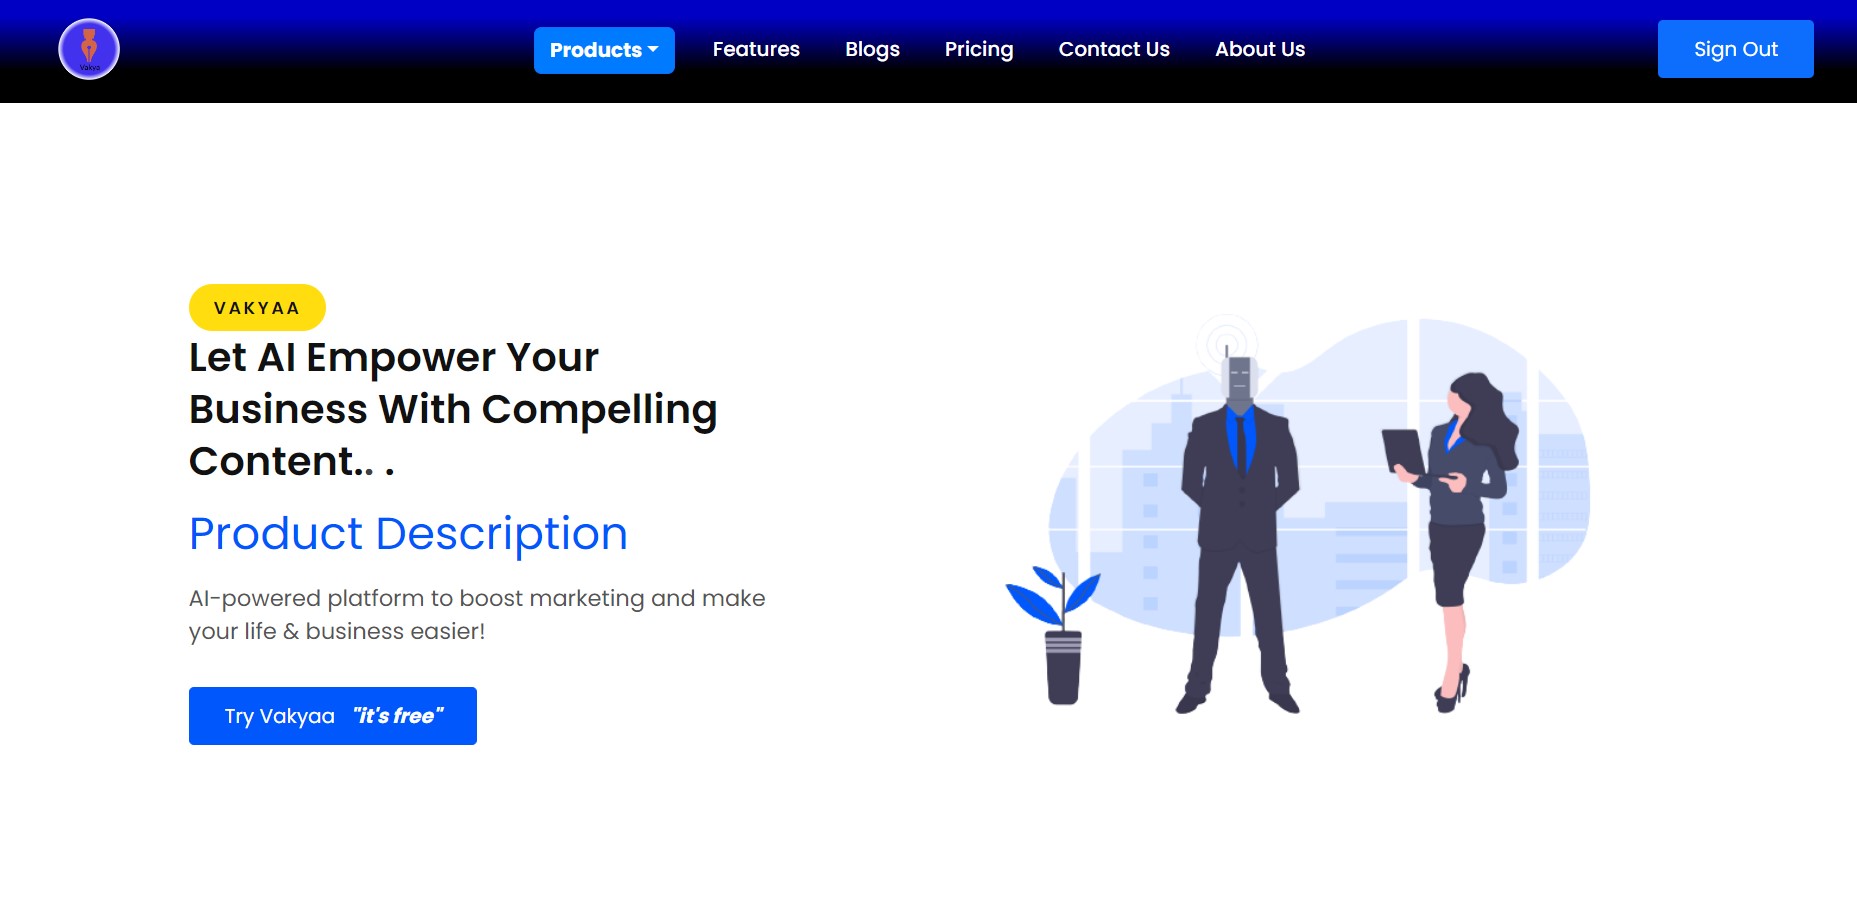 Vakya
Products Features Blogs Pricing Contact Us About Us Sign Out
VAKYAA
Let AI Empower Your
Business With Compelling
Content.. .
Product Description
AI-powered platform to boost marketing and make
your life & business easier!
Try Vakyaa "it's free"